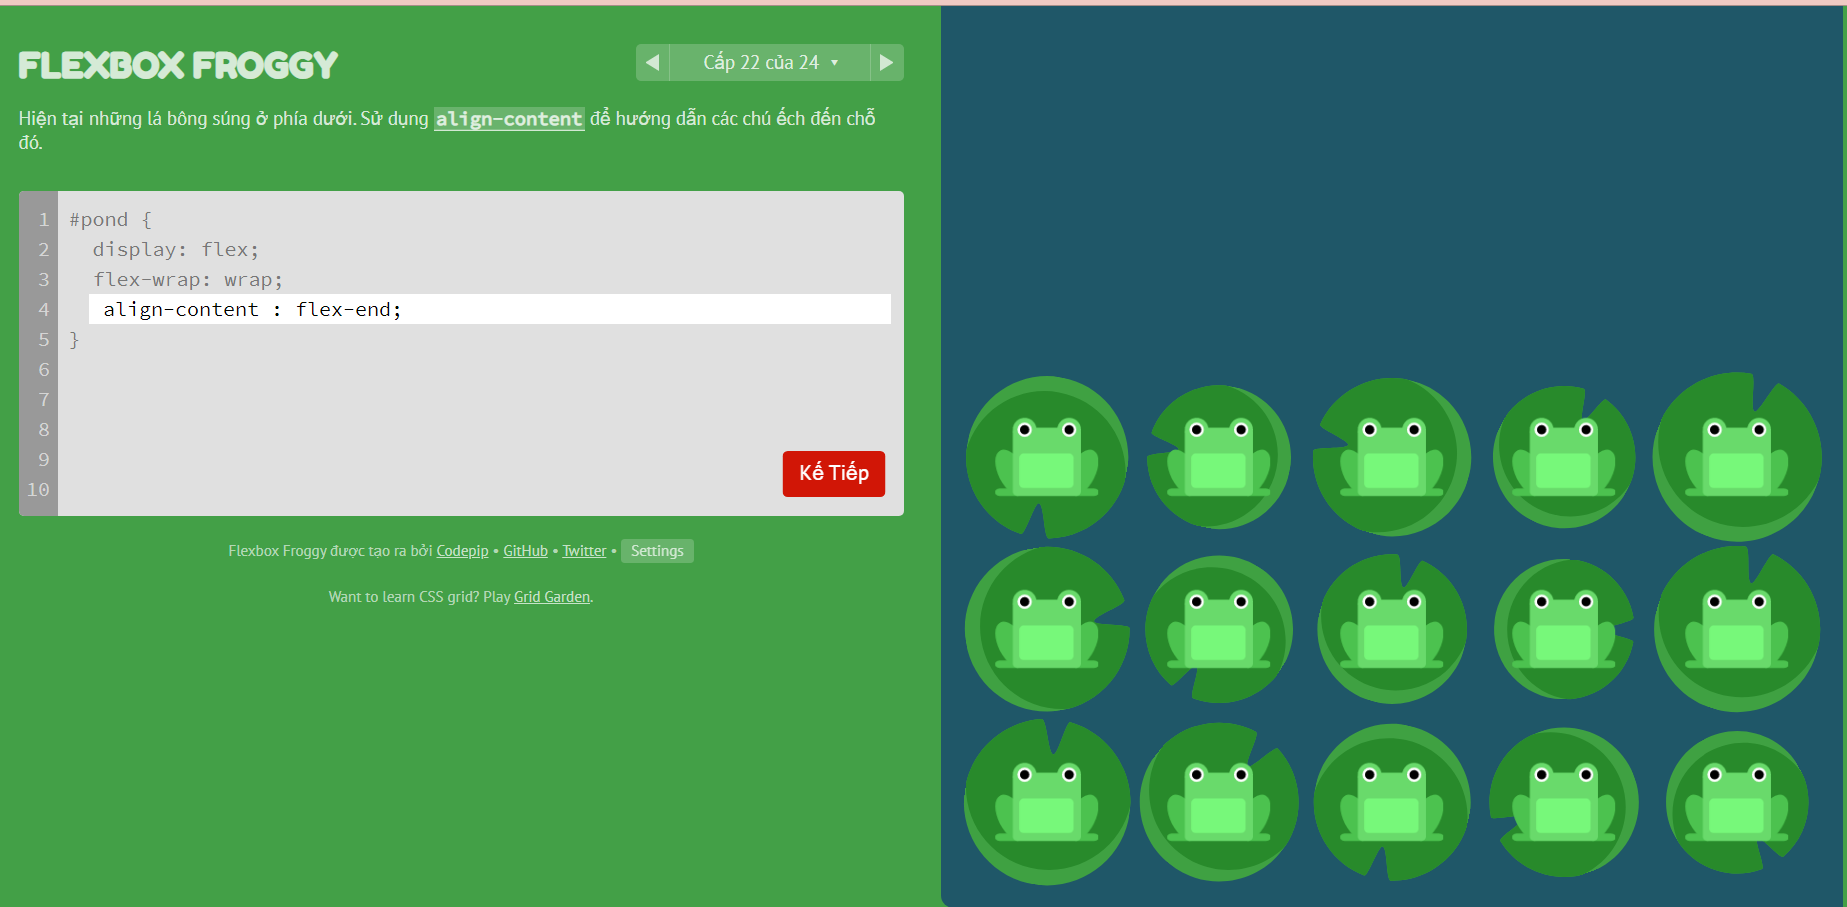 FLEXBOX FROGGY
◀ Cấp 22 của 24 ▼ ▶
Hiện tại những lá bông súng ở phía dưới. Sử dụng align-content để hướng dẫn các chú ếch đến chỗ
đó.
1 #pond {
2 display: flex;
3 flex-wrap: wrap;
4 align-content : flex-end;
5 }
6
7
8
9
10
Kế Tiếp
Flexbox Froggy được tạo ra bởi Codepip • GitHub • Twitter • Settings
Want to learn CSS grid? Play Grid Garden.